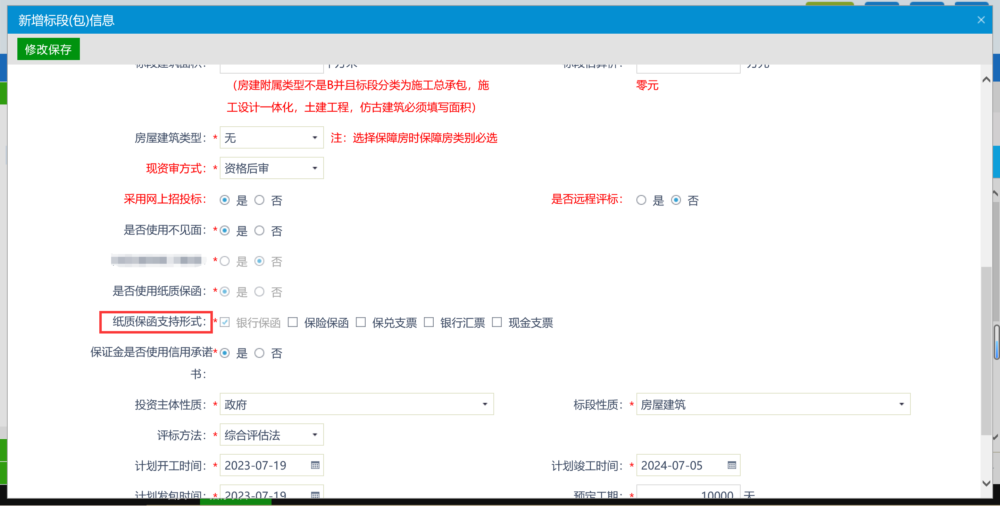 新增标段(包)信息
修改保存
标段建筑面积： 平方米 标段估算价： 万元
（房建附属类型不是B并且标段分类为施工总承包，施 零元
工设计一体化，土建工程，仿古建筑必须填写面积）
房屋建筑类型： * 无 注：选择保障房时保障房类别必选
现资审方式： * 资格后审
采用网上招投标： 是 否 是否远程评标： 是 否
是否使用不见面： * 是 否
* 是 否
是否使用纸质保函： * 是 否
纸质保函支持形式： * 银行保函 保险保函 保兑支票 银行汇票 现金支票
保证金是否使用信用承诺 * 是 否
书：
投资主体性质： * 政府 标段性质： * 房屋建筑
评标方法： * 综合评估法
计划开工时间： * 2023-07-19 计划竣工时间： * 2024-07-05
计划发包时间： * 2023-07-19 预定工期： * 10000 天